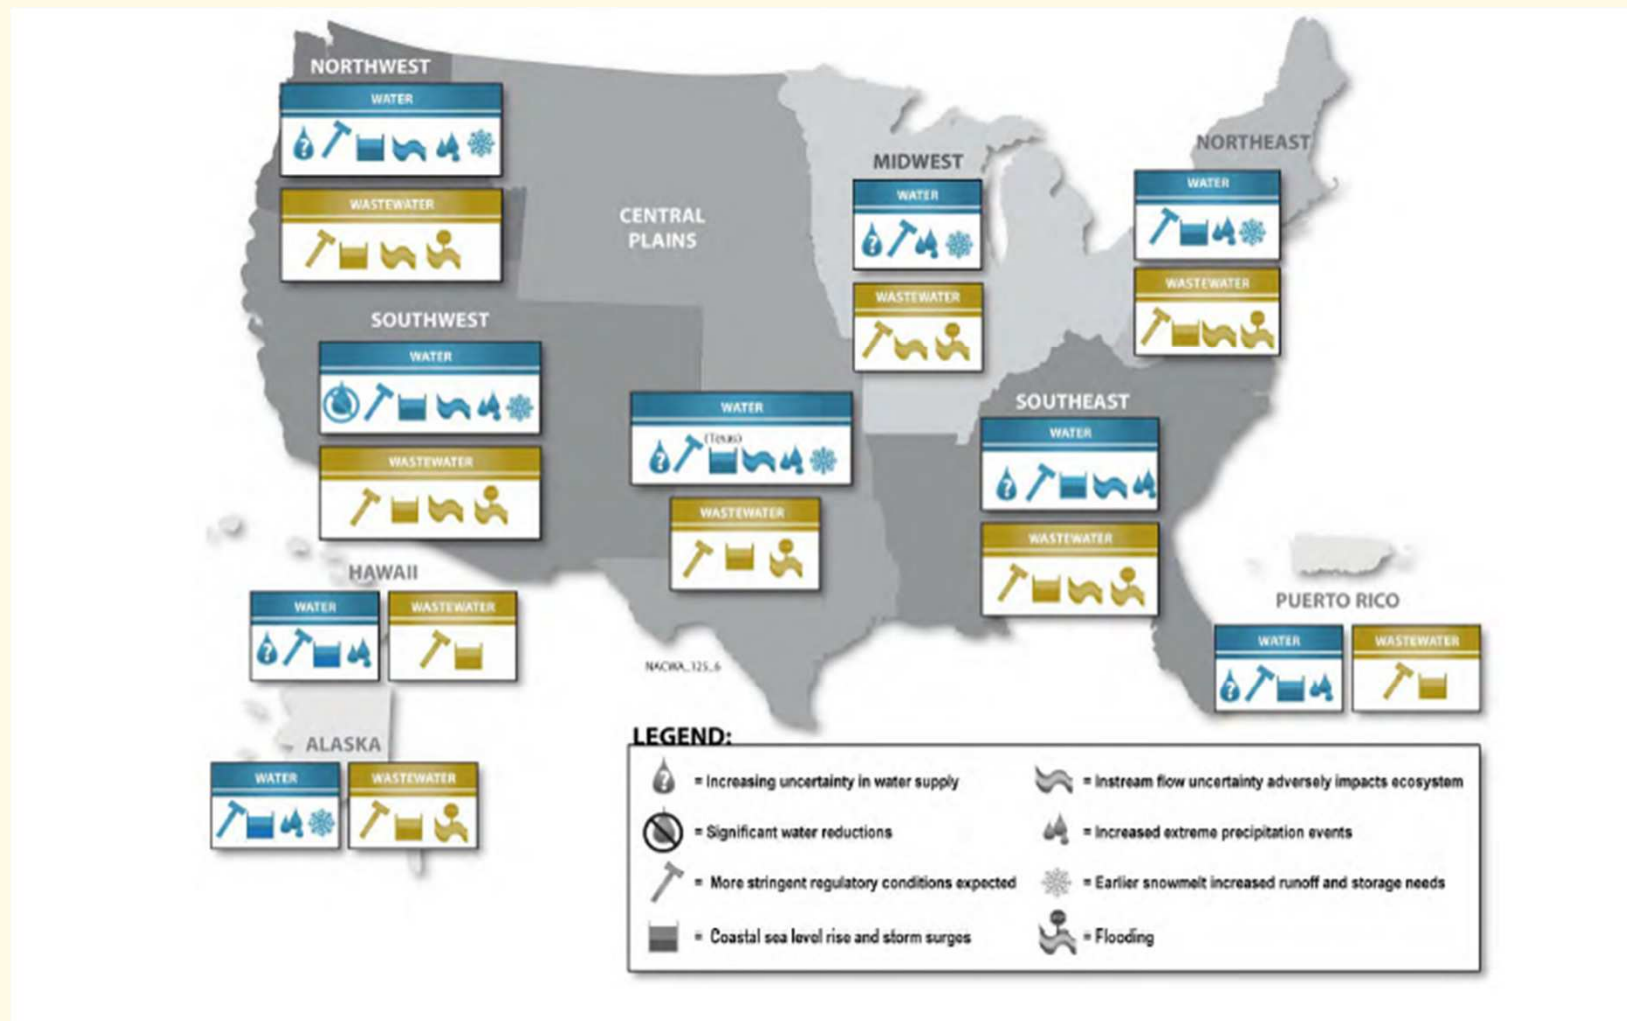 NORTHWEST
WATER
?
WASTEWATER
CENTRAL
PLAINS
MIDWEST
WATER
?
WASTEWATER
NORTHEAST
WATER
WASTEWATER
SOUTHWEST
WATER
WASTEWATER
WATER
(Texas)
?
WASTEWATER
SOUTHEAST
WATER
?
WASTEWATER
HAWAII
WATER
?
WASTEWATER
PUERTO RICO
WATER
?
WASTEWATER
ALASKA
WATER
WASTEWATER
NACWA_125_6
LEGEND:
? = Increasing uncertainty in water supply
= Significant water reductions
= More stringent regulatory conditions expected
= Coastal sea level rise and storm surges
= Instream flow uncertainty adversely impacts ecosystem
= Increased extreme precipitation events
= Earlier snowmelt increased runoff and storage needs
= Flooding